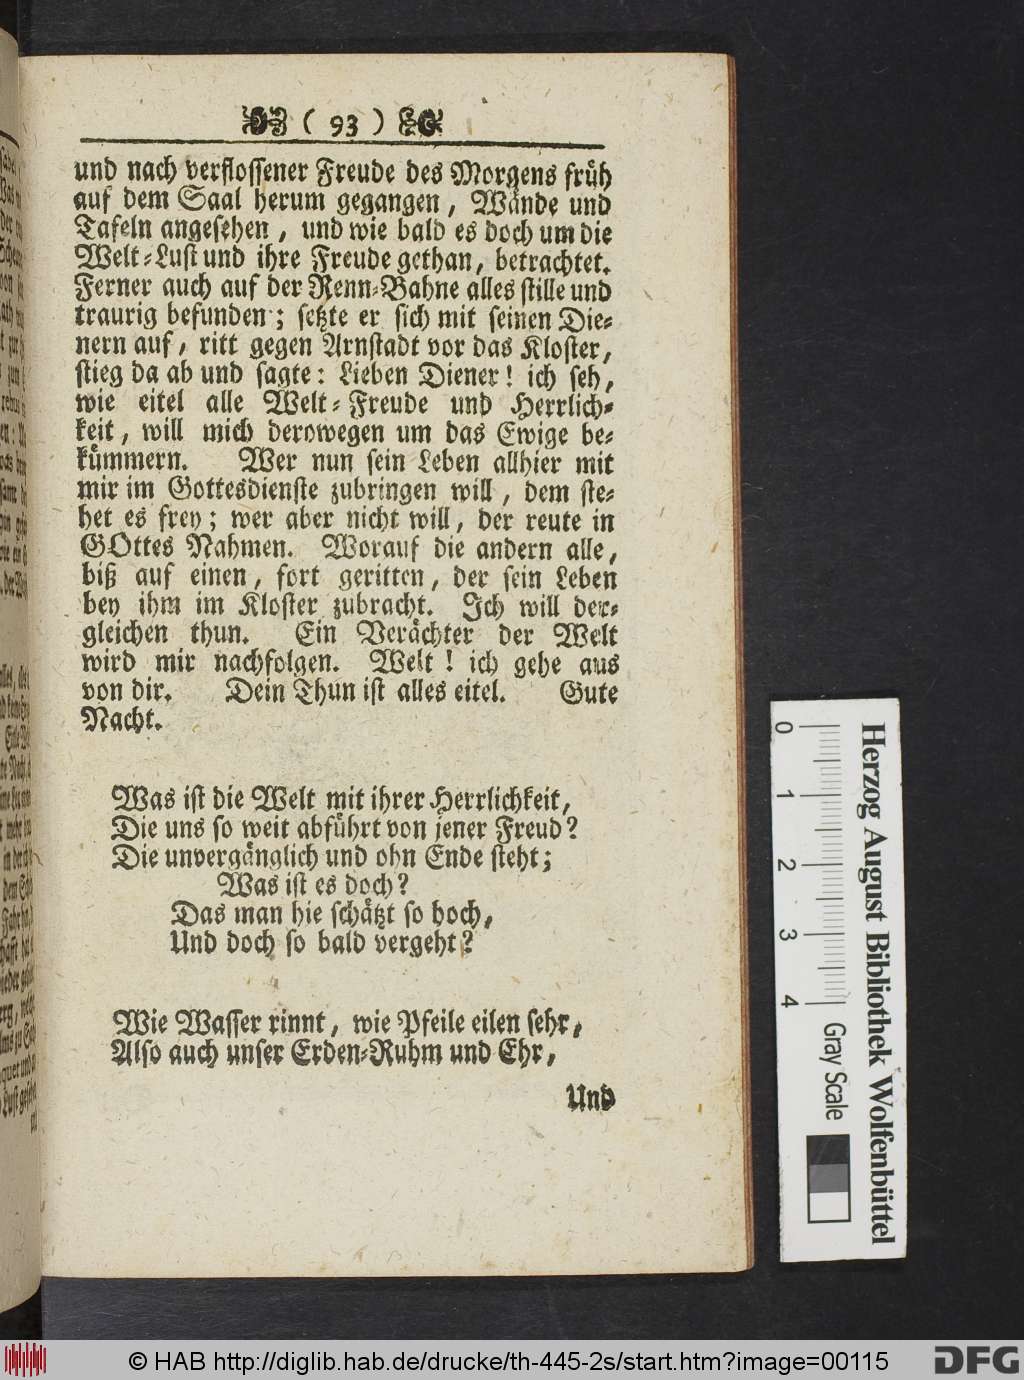 ( 93 )
und nach verflossener Freude des Morgens früh
auf dem Saal herum gegangen, Wände und
Tafeln angesehen, und wie bald es doch um die
Welt-Lust und ihre Freude gethan, betrachtet.
Ferner auch auf der Renn-Bahne alles stille und
traurig befunden; setzte er sich mit seinen Die-
nern auf, ritt gegen Arnstadt vor das Kloster,
stieg da ab und sagte: Lieben Diener! ich seh,
wie eitel alle Welt-Freude und Herrlich-
keit, will mich derowegen um das Ewige be-
kümmern. Wer nun sein Leben allhier mit
mir im Gottesdienste zubringen will, dem ste-
het es frey; wer aber nicht will, der reute in
GOttes Nahmen. Worauf die andern alle,
biß auf einen, fort geritten, der sein Leben
bey ihm im Kloster zubracht. Ich will der-
gleichen thun. Ein Verächter der Welt
wird mir nachfolgen. Welt! ich gehe aus
von dir. Dein Thun ist alles eitel. Gute
Nacht.
Was ist die Welt mit ihrer Herrlichkeit,
Die uns so weit abführt von jener Freud?
Die unvergänglich und ohn Ende steht;
Was ist es doch?
Das man hie schätzt so hoch,
Und doch so bald vergeht?
Wie Wasser rinnt, wie Pfeile eilen sehr,
Also auch unser Erden-Ruhm und Ehr,
Und
0 1 2 3 4
Gray Scale
Herzog August Bibliothek Wolfenbüttel
© HAB http://diglib.hab.de/drucke/th-445-2s/start.htm?image=00115
DFG